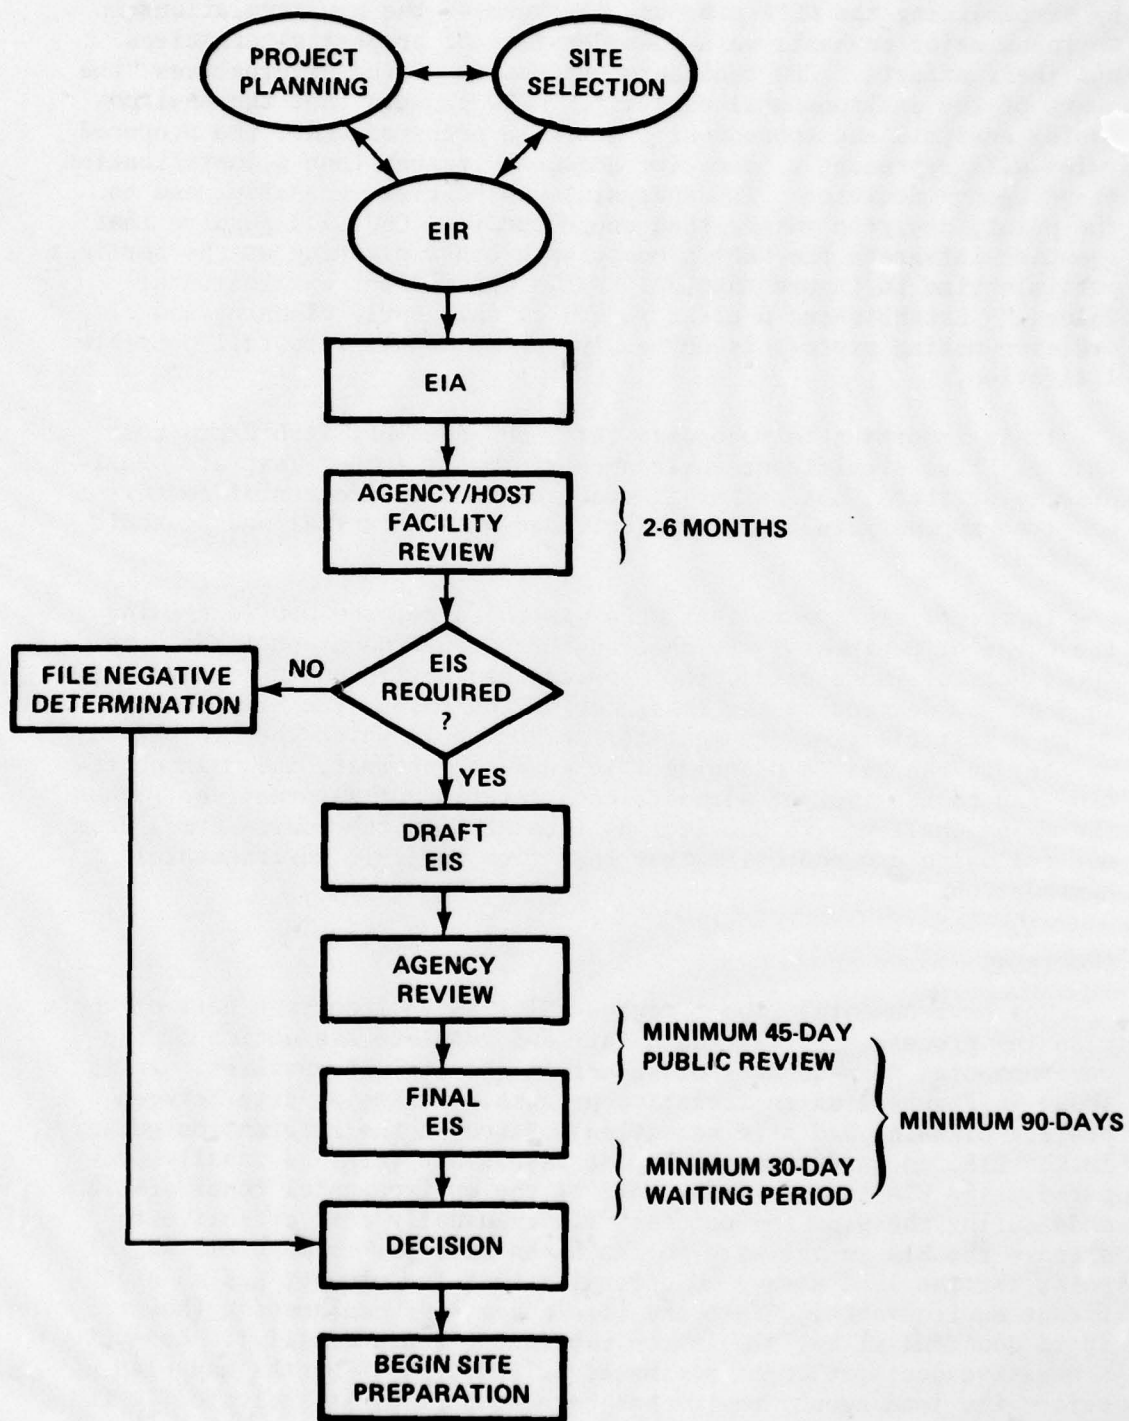 PROJECT
PLANNING
SITE
SELECTION
EIR
EIA
AGENCY/HOST
FACILITY
REVIEW
2-6 MONTHS
EIS
REQUIRED
?
NO
FILE NEGATIVE
DETERMINATION
YES
DRAFT
EIS
AGENCY
REVIEW
MINIMUM 45-DAY
PUBLIC REVIEW
FINAL
EIS
MINIMUM 90-DAYS
MINIMUM 30-DAY
WAITING PERIOD
DECISION
BEGIN SITE
PREPARATION